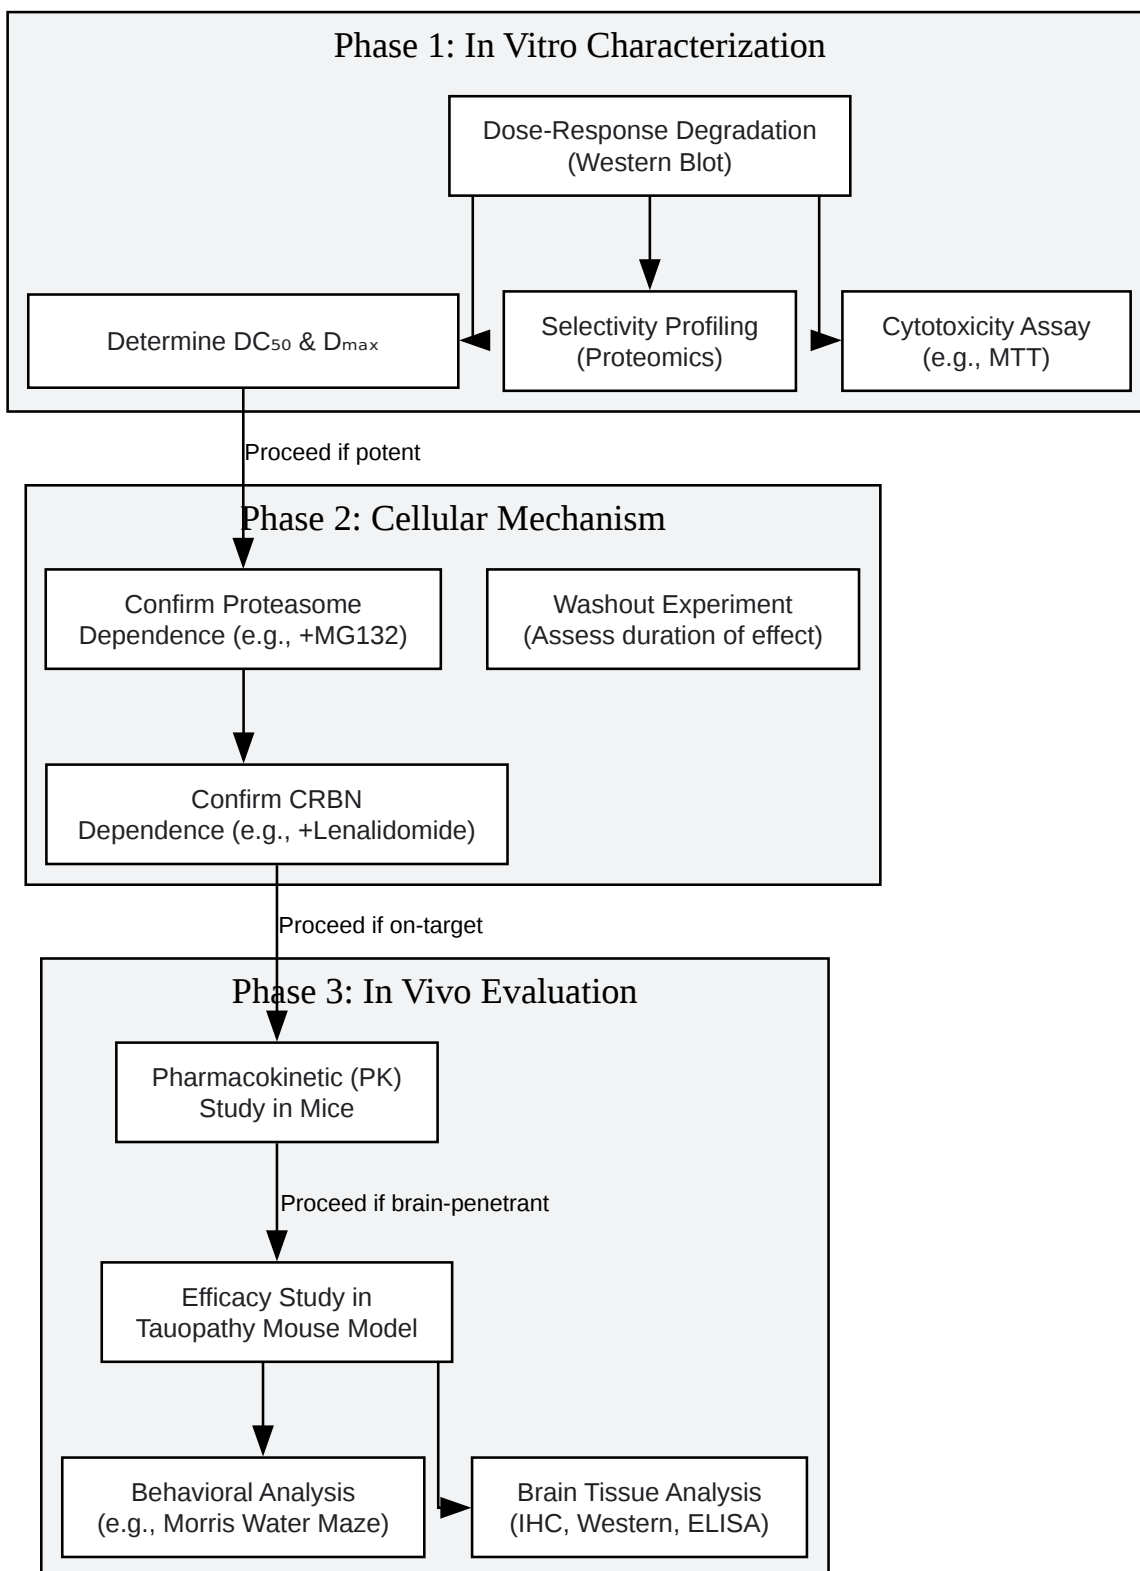 Phase 1: In Vitro Characterization
Dose-Response Degradation
(Western Blot)
Determine DC₅₀ & Dₘₐₓ
Selectivity Profiling
(Proteomics)
Cytotoxicity Assay
(e.g., MTT)
Proceed if potent
Phase 2: Cellular Mechanism
Confirm Proteasome
Dependence (e.g., +MG132)
Washout Experiment
(Assess duration of effect)
Confirm CRBN
Dependence (e.g., +Lenalidomide)
Proceed if on-target
Phase 3: In Vivo Evaluation
Pharmacokinetic (PK)
Study in Mice
Proceed if brain-penetrant
Efficacy Study in
Tauopathy Mouse Model
Behavioral Analysis
(e.g., Morris Water Maze)
Brain Tissue Analysis
(IHC, Western, ELISA)